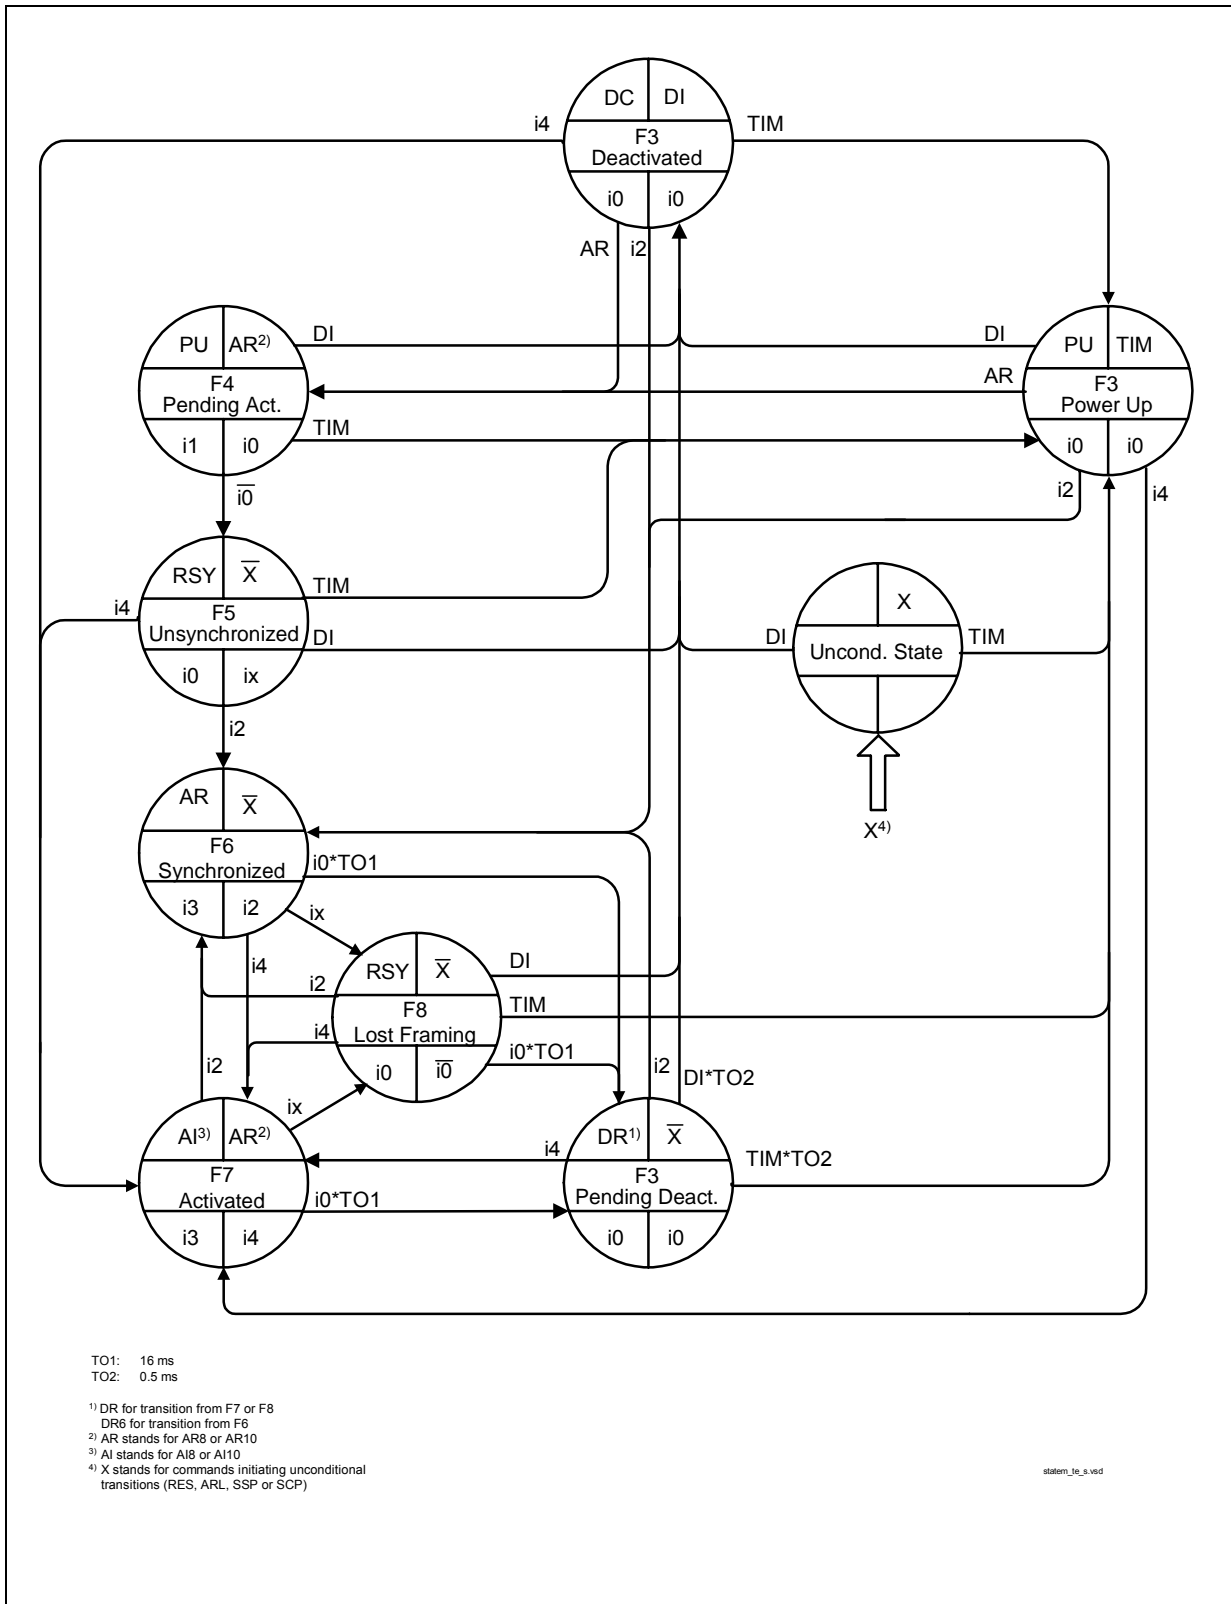 DC DI
i4 TIM
F3
Deactivated
i0 i0
AR i2
PU AR2) DI
DI PU TIM
F4
Pending Act.
AR F3
Power Up
TIM
i1 i0
i0 i0
i2 i4
i̅0̅
RSY X̅
TIM
i4 F5
Unsynchronized
DI
i0 ix
X
DI Uncond. State TIM
i2
X4)
AR X̅
F6
Synchronized
i0*TO1
i3 i2
ix
i4
RSY X̅
DI
i2
F8
Lost Framing
TIM
i4
i0 i̅0̅
i0*TO1
i2
i2 DI*TO2
ix
AI3) AR2)
DR1) X̅
i4
TIM*TO2
F7
Activated
F3
Pending Deact.
i0*TO1
i3 i4
i0 i0
TO1: 16 ms
TO2: 0.5 ms
1) DR for transition from F7 or F8
DR6 for transition from F6
2) AR stands for AR8 or AR10
3) AI stands for AI8 or AI10
4) X stands for commands initiating unconditional
transitions (RES, ARL, SSP or SCP)
statem_te_s.vsd